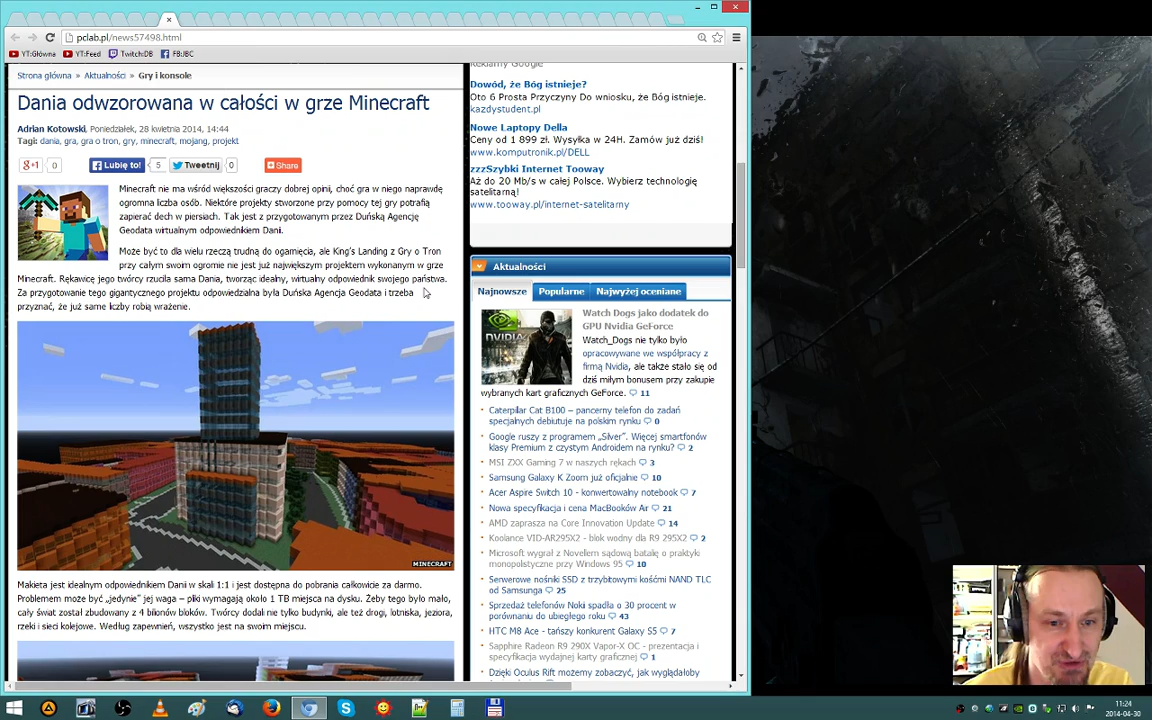 pclab.pl/news57498.html
YT:Główna
YT:Feed
Twitch:DB
FB:JBC
Strona główna » Aktualności » Gry i konsole
Dania odwzorowana w całości w grze Minecraft
Adrian Kotowski, Poniedziałek, 28 kwietnia 2014, 14:44
Tagi: dania, gra, gra o tron, gry, minecraft, mojang, projekt
+1 0 Lubię to! 5 Tweetnij 0 Share
Minecraft nie ma wśród większości graczy dobrej opini, choć gra w niego naprawdę
ogromna liczba osób. Niektóre projekty stworzone przy pomocy tej gry potrafią
zapierać dech w piersiach. Tak jest z przygotowanym przez Duńską Agencję
Geodata wirtualnym odpowiednikiem Danii.
Może być to dla wielu rzeczą trudną do ogarnięcia, ale King's Landing z Gry o Tron
przy całym swoim ogromie nie jest już największym projektem wykonanym w grze
Minecraft. Rękawicę jego twórcy rzuciła sama Dania, tworząc idealny, wirtualny odpowiednik swojego państwa.
Za przygotowanie tego gigantycznego projektu odpowiedzialna była Duńska Agencja Geodata i trzeba
przyznać, że już same liczby robią wrażenie.
MINECRAFT
Makieta jest idealnym odpowiednikiem Danii w skali 1:1 i jest dostępna do pobrania całkowicie za darmo.
Problemem może być „jedynie" jej waga – pliki wymagają około 1 TB miejsca na dysku. Żeby tego było mało,
cały świat został zbudowany z 4 bilionów bloków. Twórcy dodali nie tylko budynki, ale też drogi, lotniska, jeziora,
rzeki i sieci kolejowe. Według zapewnień, wszystko jest na swoim miejscu.
Reklamy Google
Dowód, że Bóg istnieje?
Oto 6 Prosta Przyczyny Do wniosku, że Bóg istnieje.
kazdystudent.pl
Nowe Laptopy Della
Ceny od 1 899 zł. Wysyłka w 24H. Zamów już dziś!
www.komputronik.pl/DELL
zzzSzybki Internet Tooway
Aż do 20 Mb/s w całej Polsce. Wybierz technologię
satelitarną!
www.tooway.pl/internet-satelitarny
Aktualności
Najnowsze Popularne Najwyżej oceniane
NVIDIA
Watch Dogs jako dodatek do
GPU Nvidia GeForce
Watch_Dogs nie tylko było
opracowywane we współpracy z
firmą Nvidia, ale także stało się od
dziś miłym bonusem przy zakupie
wybranych kart graficznych GeForce. 11
Caterpilar Cat B100 – pancerny telefon do zadań
specjalnych debiutuje na polskim rynku 0
Google ruszy z programem „Silver". Więcej smartfonów
klasy Premium z czystym Androidem na rynku? 2
MSI ZXX Gaming 7 w naszych rękach 3
Samsung Galaxy K Zoom już oficjalnie 10
Acer Aspire Switch 10 - konwertowalny notebook 7
Nowa specyfikacja i cena MacBooków Air 21
AMD zaprasza na Core Innovation Update 14
Koolance VID-AR295X2 - blok wodny dla R9 295X2 2
Microsoft wygrał z Novellem sądową batalię o praktyki
monopolistyczne przy Windows 95 10
Serwerowe nośniki SSD z trzybitowymi kośćmi NAND TLC
od Samsunga 25
Sprzedaż telefonów Noki spadła o 30 procent w
porównaniu do ubiegłego roku 43
HTC M8 Ace - tańszy konkurent Galaxy S5 7
Sapphire Radeon R9 290X Vapor-X OC - prezentacja i
specyfikacja wydajnej karty graficznej 1
Dzięki Oculus Rift możemy zobaczyć, jak wyglądałoby
11:24
2014-04-30